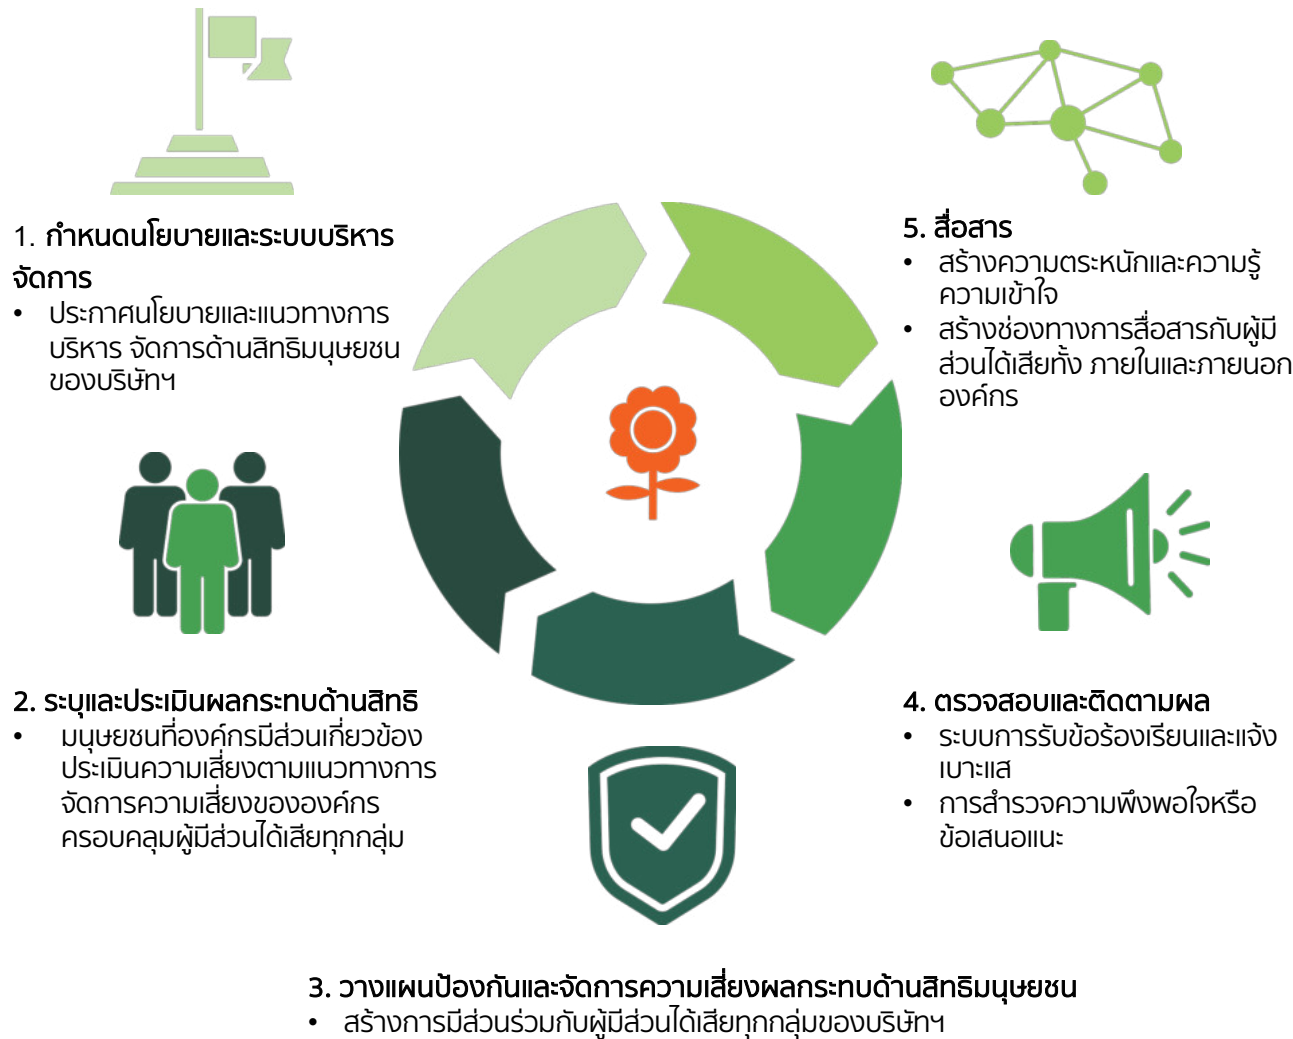 1. กำหนดนโยบายและระบบบริหาร
จัดการ
• ประกาศนโยบายและแนวทางการ
บริหาร จัดการด้านสิทธิมนุษยชน
ของบริษัทฯ
2. ระบุและประเมินผลกระทบด้านสิทธิ
• มนุษยชนที่องค์กรมีส่วนเกี่ยวข้อง
ประเมินความเสี่ยงตามแนวทางการ
จัดการความเสี่ยงขององค์กร
ครอบคลุมผู้มีส่วนได้เสียทุกกลุ่ม
3. วางแผนป้องกันและจัดการความเสี่ยงผลกระทบด้านสิทธิมนุษยชน
• สร้างการมีส่วนร่วมกับผู้มีส่วนได้เสียทุกกลุ่มของบริษัทฯ
4. ตรวจสอบและติดตามผล
• ระบบการรับข้อร้องเรียนและแจ้ง
เบาะแส
• การสำรวจความพึงพอใจหรือ
ข้อเสนอแนะ
5. สื่อสาร
• สร้างความตระหนักและความรู้
ความเข้าใจ
• สร้างช่องทางการสื่อสารกับผู้มี
ส่วนได้เสียทั้ง ภายในและภายนอก
องค์กร